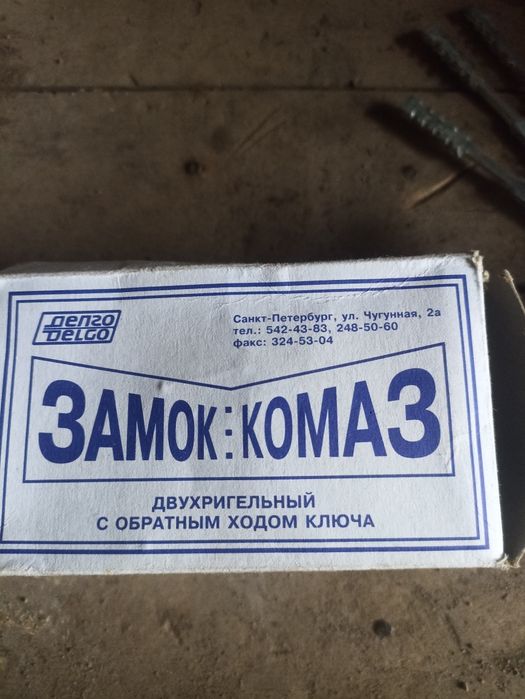 делго
DELGO
Санкт-Петербург, ул. Чугунная, 2а
тел.: 542-43-83, 248-50-60
факс: 324-53-04
ЗАМОК:КОМАЗ
ДВУХРИГЕЛЬНЫЙ
С ОБРАТНЫМ ХОДОМ КЛЮЧА